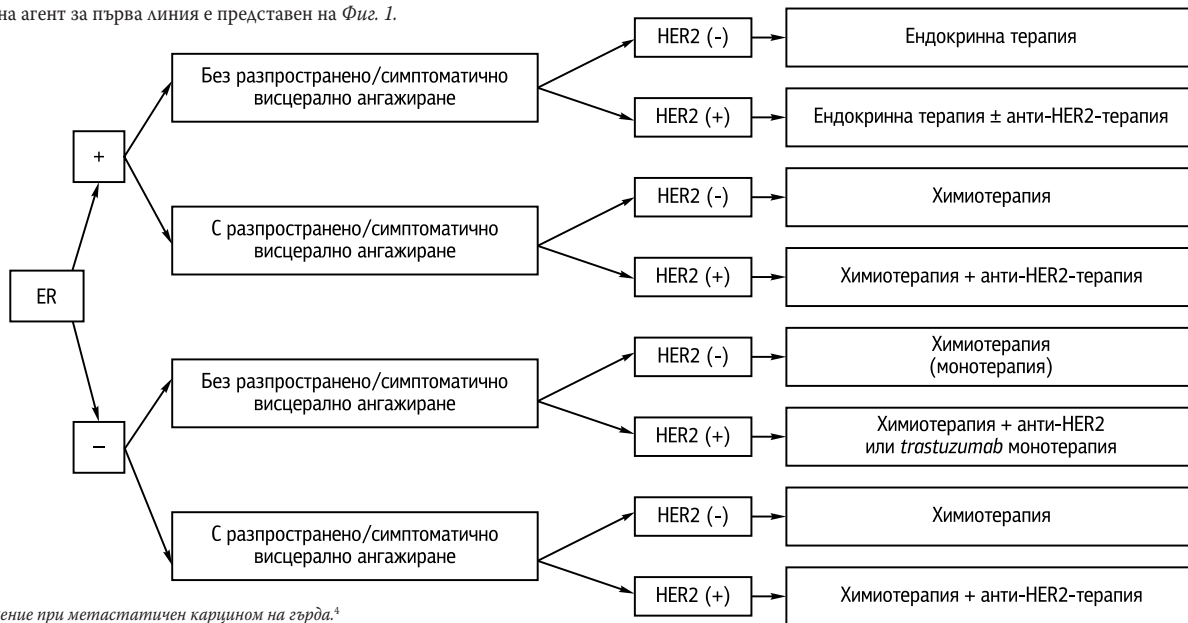 на агент за първа линия е представен на Фиг. 1.
ER
+
Без разпространено/симптоматично
висцерално ангажиране
HER2 (-)
Ендокринна терапия
HER2 (+)
Ендокринна терапия ± анти-HER2-терапия
С разпространено/симптоматично
висцерално ангажиране
HER2 (-)
Химиотерапия
HER2 (+)
Химиотерапия + анти-HER2-терапия
–
Без разпространено/симптоматично
висцерално ангажиране
HER2 (-)
Химиотерапия
(монотерапия)
HER2 (+)
Химиотерапия + анти-HER2
или trastuzumab монотерапия
С разпространено/симптоматично
висцерално ангажиране
HER2 (-)
Химиотерапия
HER2 (+)
Химиотерапия + анти-HER2-терапия
при метастатичен карцином на гърда.⁴